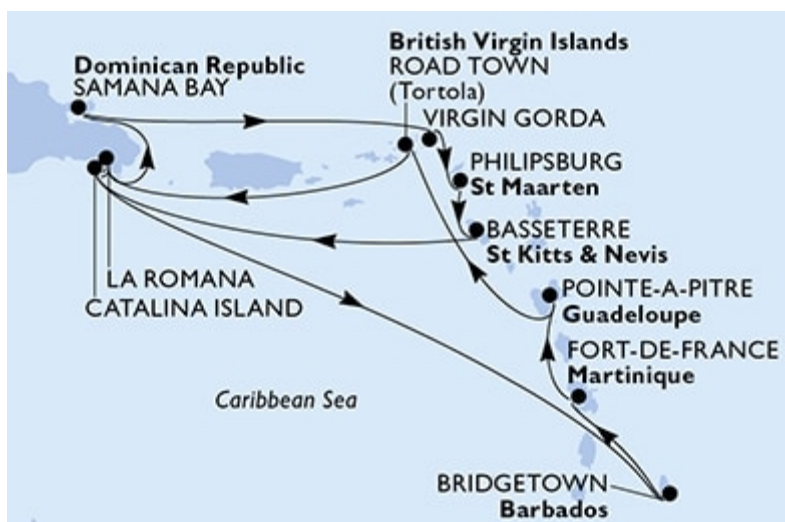 Dominican Republic
SAMANA BAY
British Virgin Islands
ROAD TOWN
(Tortola)
VIRGIN GORDA
PHILIPSBURG
St Maarten
BASSETERRE
St Kitts & Nevis
LA ROMANA
CATALINA ISLAND
POINTE-A-PITRE
Guadeloupe
FORT-DE-FRANCE
Martinique
Caribbean Sea
BRIDGETOWN
Barbados